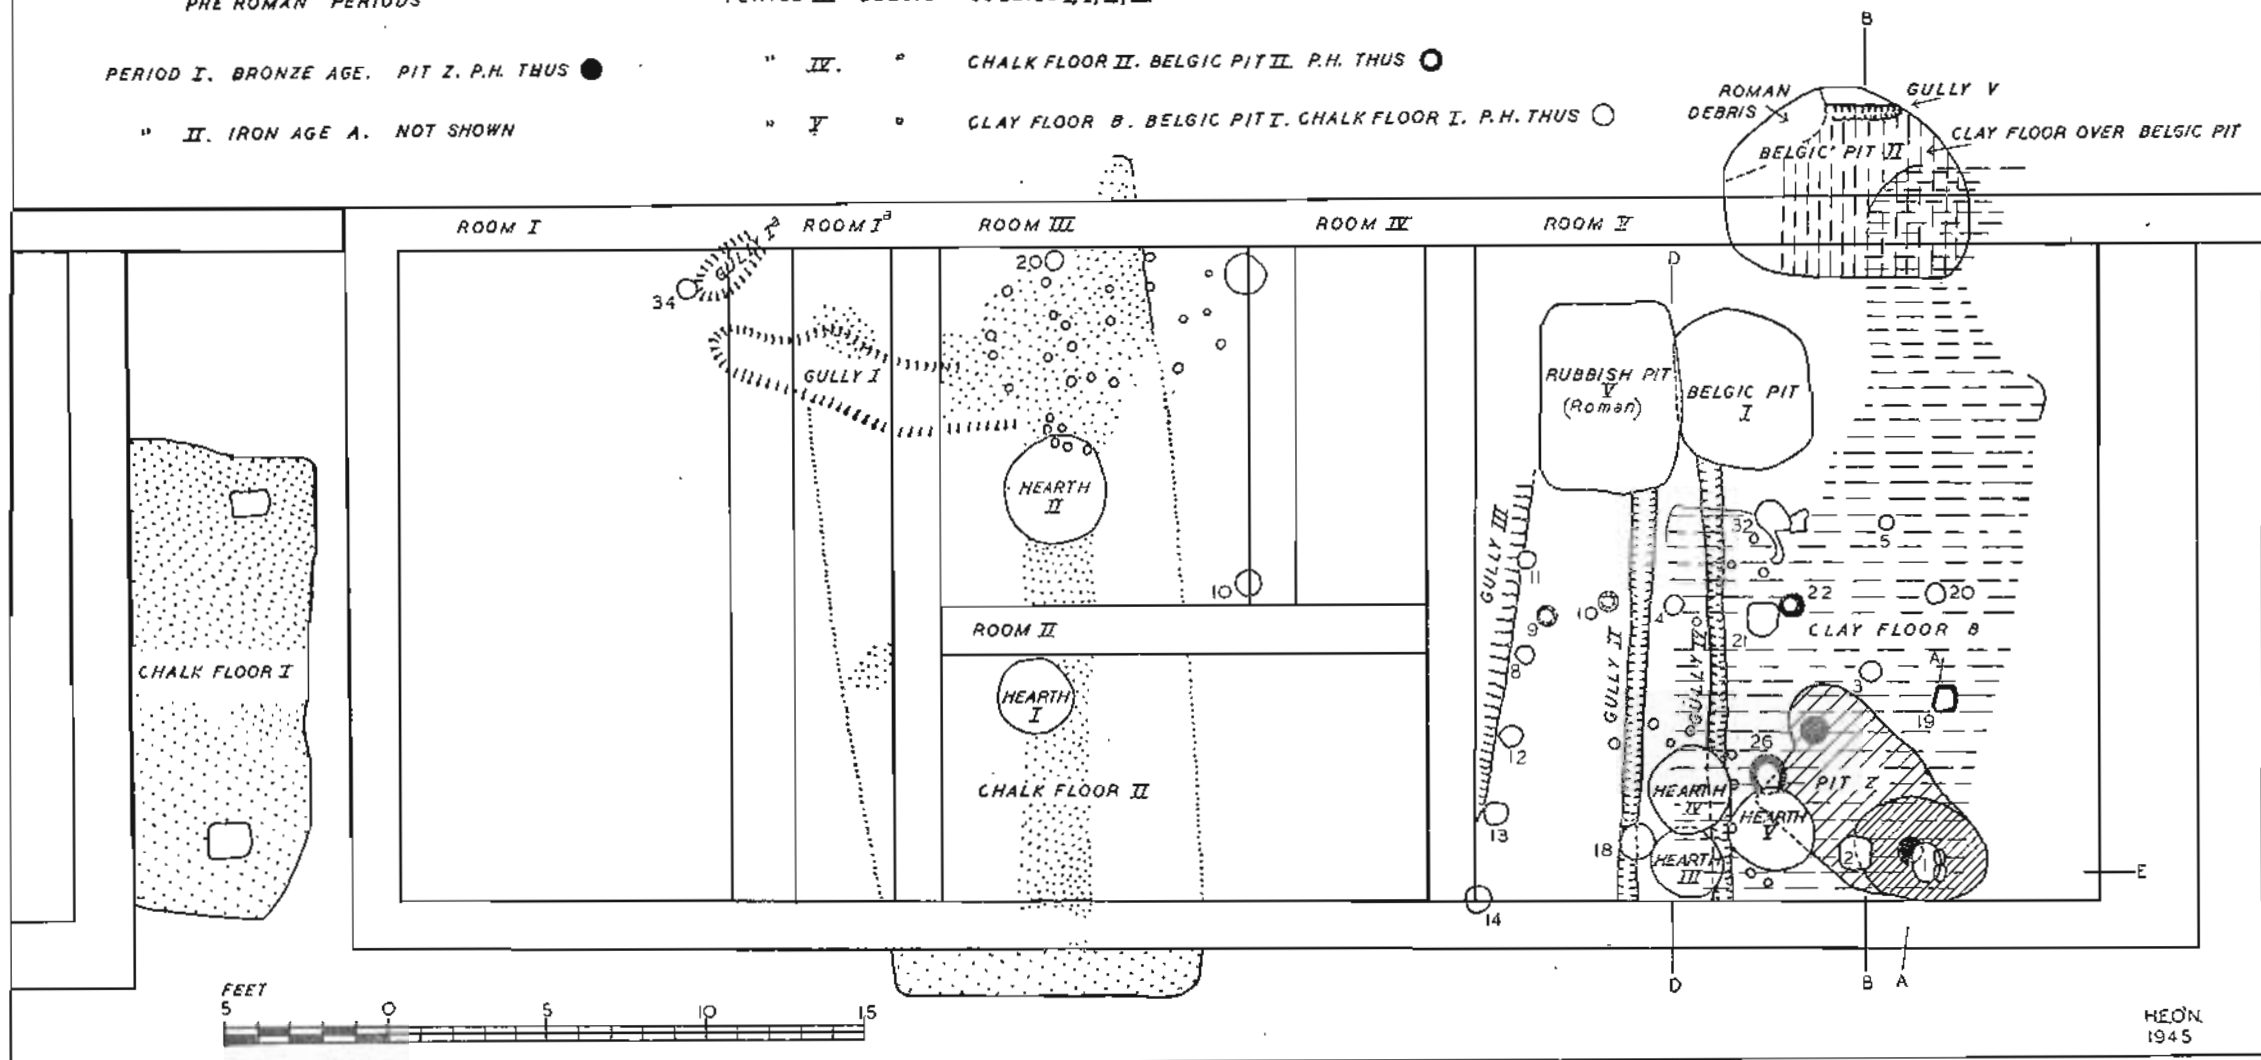 PRE ROMAN PERIODS
PERIOD I. BRONZE AGE. PIT Z. P.H. THUS
" II. IRON AGE A. NOT SHOWN
" IV. " CHALK FLOOR II. BELGIC PIT II. P.H. THUS
" V " CLAY FLOOR B. BELGIC PIT I. CHALK FLOOR I. P.H. THUS
B
ROMAN DEBRIS
GULLY V
CLAY FLOOR OVER BELGIC PIT
BELGIC PIT II
ROOM I
GULLY Iª
ROOM Iª
ROOM III
ROOM IV
ROOM V
34
20
D
GULLY I
RUBBISH PIT
V
(Roman)
BELGIC PIT
I
HEARTH
II
GULLY III
32
5
11
10
9
10
4
22
20
21
CLAY FLOOR B
ROOM II
8
GULLY II
GULLY IV
3
A
19
CHALK FLOOR I
HEARTH
I
12
26
CHALK FLOOR II
HEARTH
IV
PIT Z
HEARTH
V
13
18
HEARTH
III
2
1
E
14
D
B
A
FEET
5 0 5 10 15
HEO'N.
1945